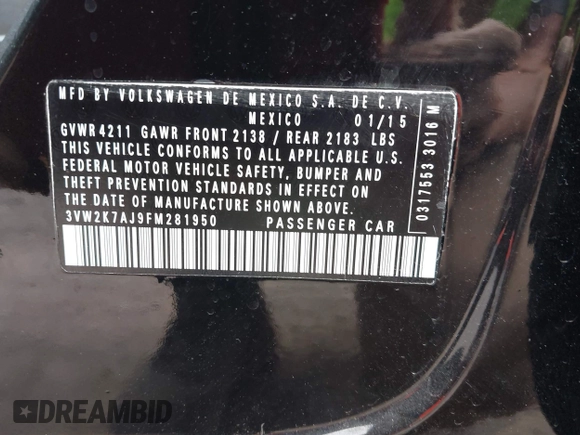 MFD BY VOLKSWAGEN DE MEXICO S.A. DE C.V.
MEXICO 01/15
GVWR 4211 GAWR FRONT 2138 / REAR 2183 LBS
THIS VEHICLE CONFORMS TO ALL APPLICABLE U.S.
FEDERAL MOTOR VEHICLE SAFETY, BUMPER AND
THEFT PREVENTION STANDARDS IN EFFECT ON
THE DATE OF MANUFACTURE SHOWN ABOVE.
3VW2K7AJ9FM281950 PASSENGER CAR
0317553 3016 M
DREAMBID